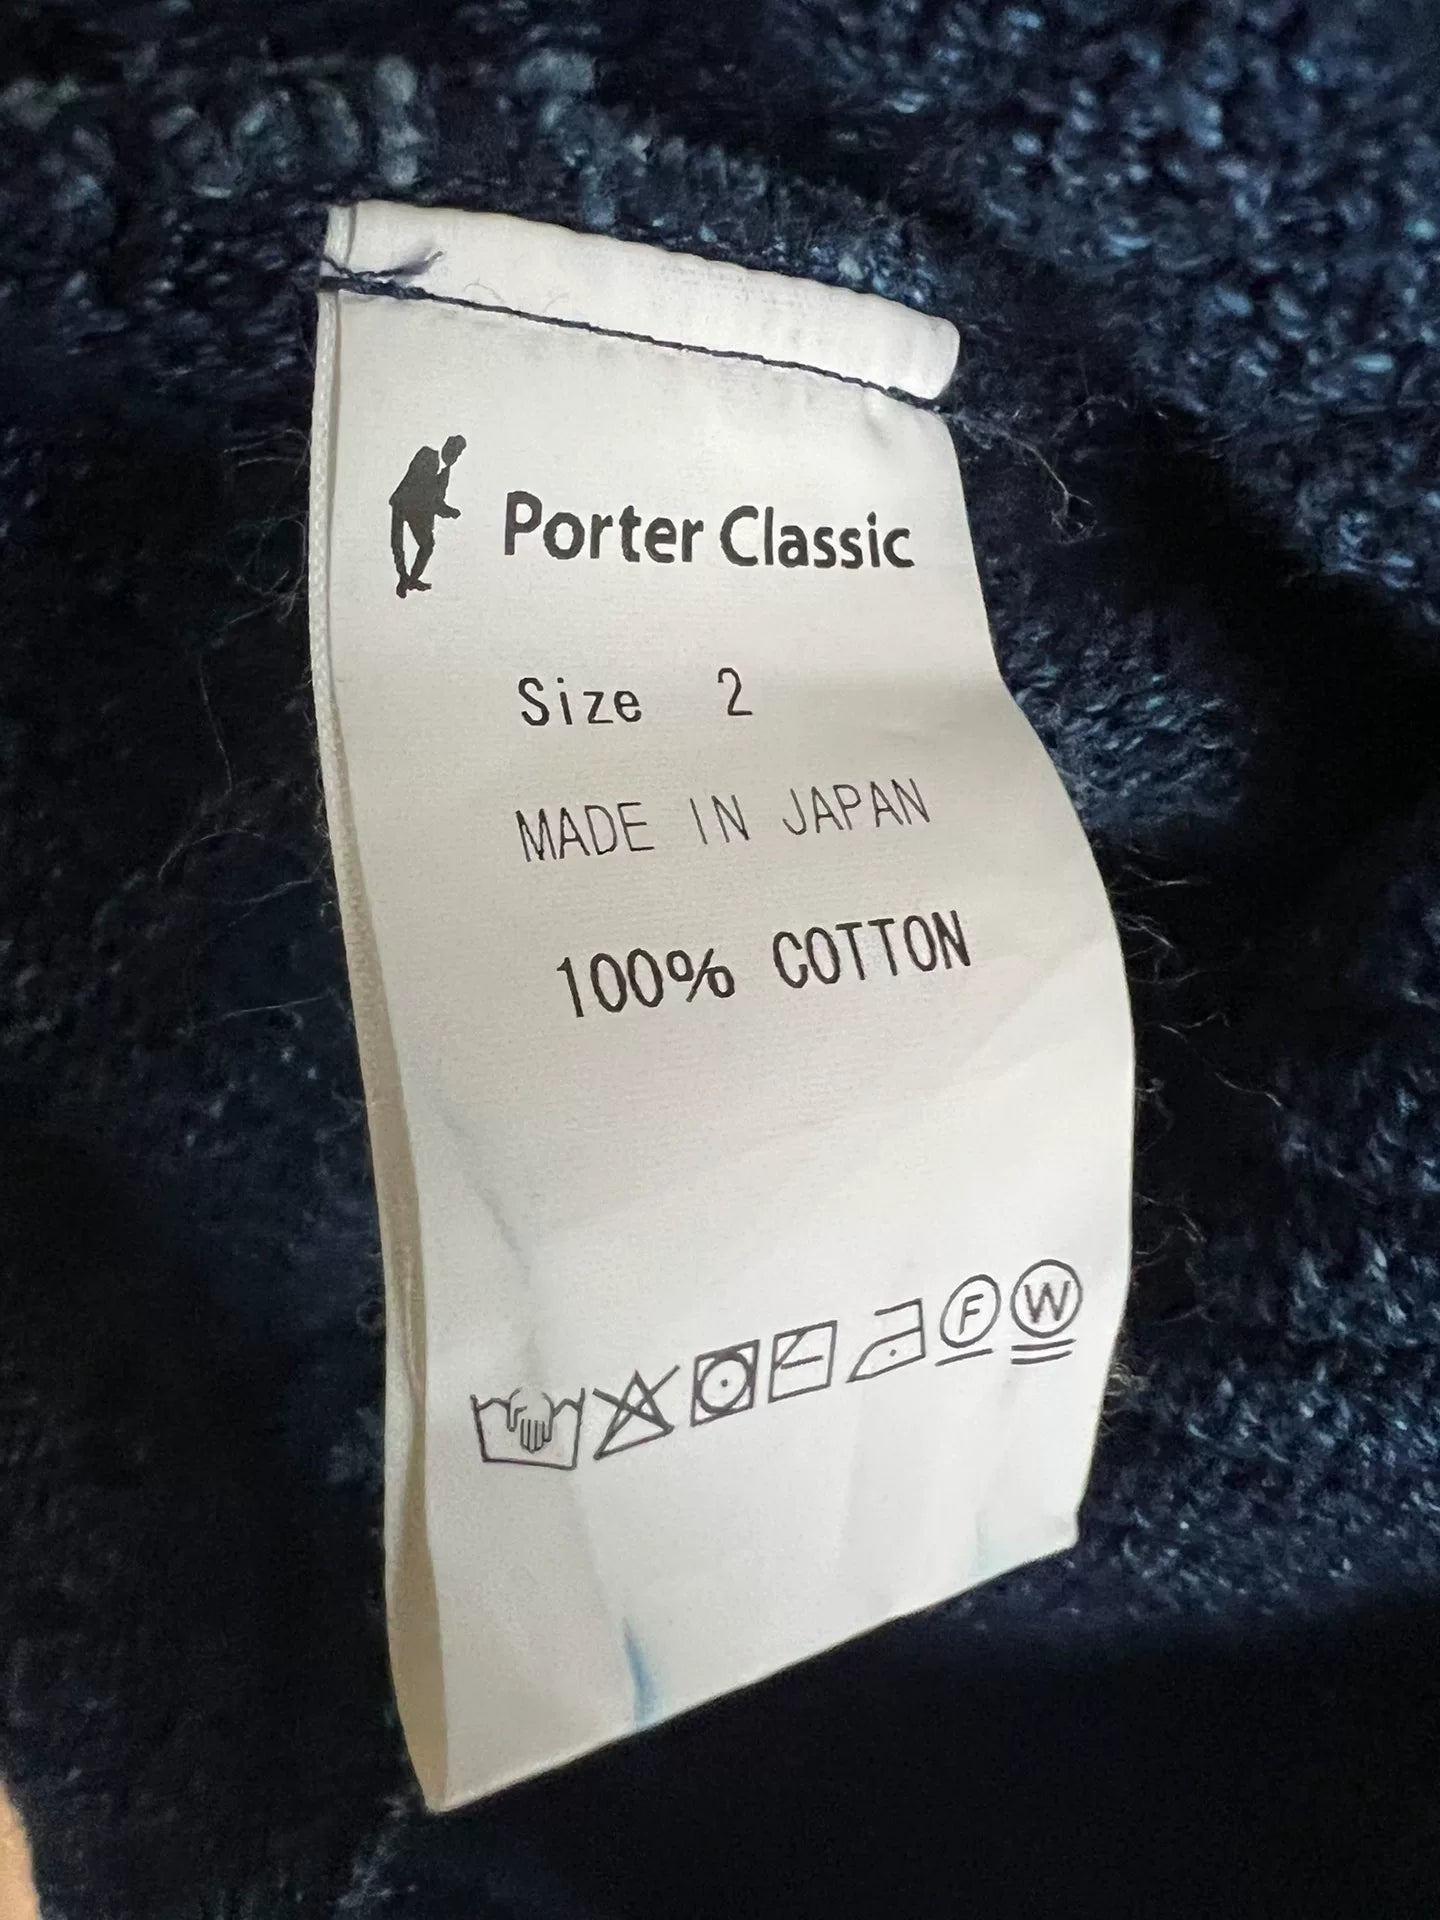 Porter Classic
Size 2
MADE IN JAPAN
100% COTTON
F W